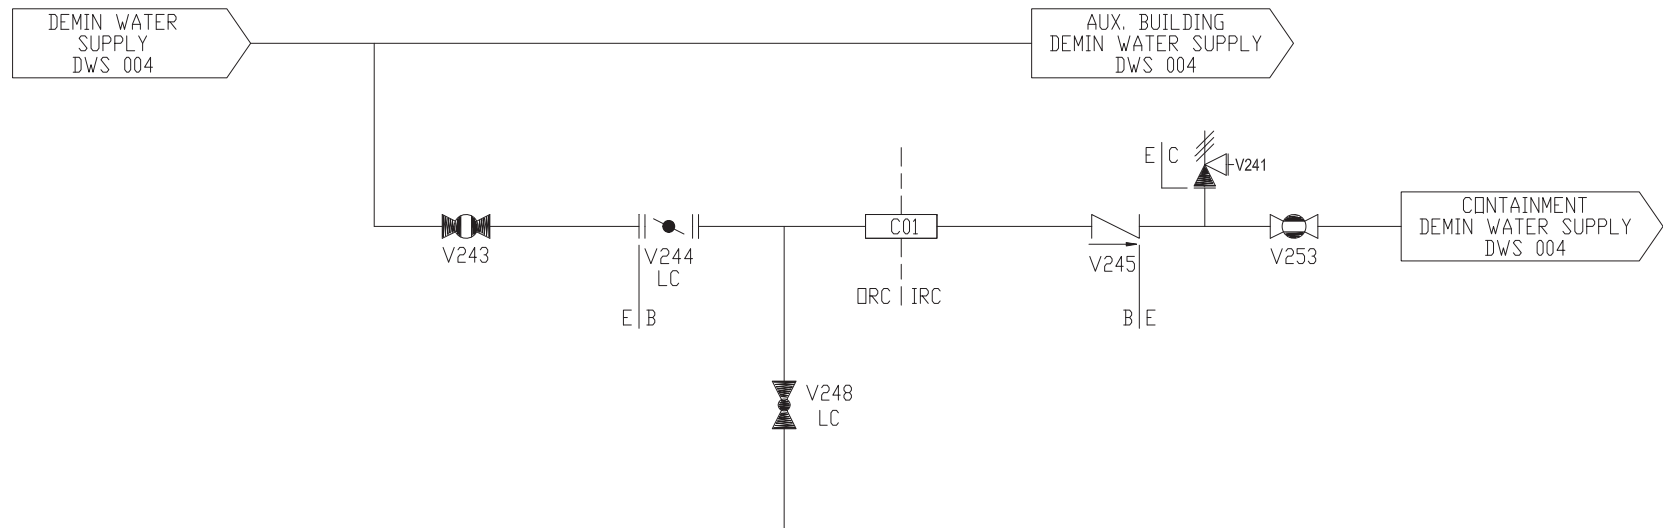 DEMIN WATER
SUPPLY
DWS 004
AUX. BUILDING
DEMIN WATER SUPPLY
DWS 004
E C
V241
CONTAINMENT
DEMIN WATER SUPPLY
DWS 004
C01
V243
V244
LC
V245
V253
ORC IRC
E B
B E
V248
LC